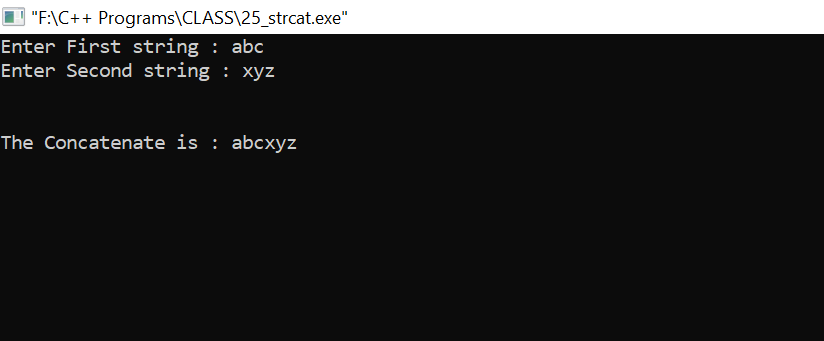 "F:\C++ Programs\CLASS\25_strcat.exe"
Enter First string : abc
Enter Second string : xyz
The Concatenate is : abcxyz